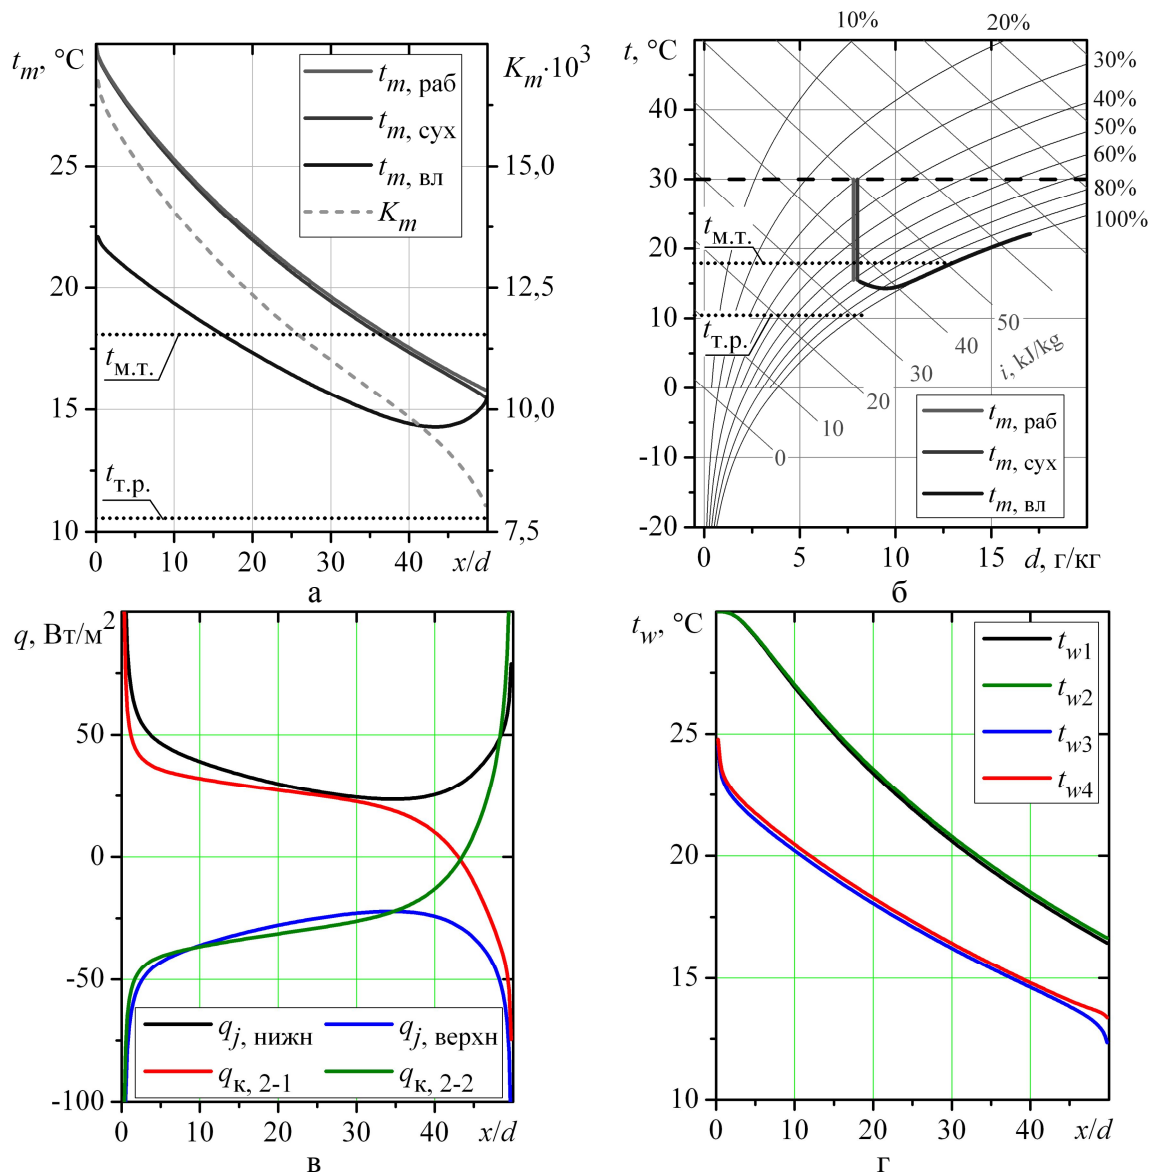 t_m, °C
25
20
15
10
0
10
20
30
40
x/d
K_m·10³
15,0
12,5
10,0
7,5
t_m, раб
t_m, сух
t_m, вл
K_m
t_м.т.
t_т.р.
а
t, °C
40
30
20
10
0
-10
-20
0
5
10
15
d, г/кг
10%
20%
30%
40%
50%
60%
80%
100%
t_м.т.
t_т.р.
50
40
30
20
10
0
i, kJ/kg
t_m, раб
t_m, сух
t_m, вл
б
q, Вт/м²
50
0
-50
-100
0
10
20
30
40
x/d
q_j, нижн
q_j, верхн
q_к, 2-1
q_к, 2-2
в
t_w, °C
25
20
15
10
0
10
20
30
40
x/d
t_w1
t_w2
t_w3
t_w4
г